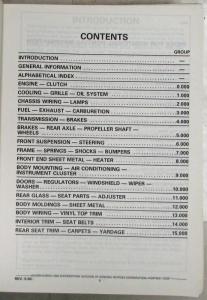 CONTENTS
GROUP
INTRODUCTION —
GENERAL INFORMATION —
ALPHABETICAL INDEX —
ENGINE — CLUTCH 0.000
COOLING — GRILLE — OIL SYSTEM 1.000
CHASSIS WIRING — LAMPS 2.000
FUEL — EXHAUST — CARBURETION 3.000
TRANSMISSION — BRAKES 4.000
BRAKES — REAR AXLE — PROPELLER SHAFT —
WHEELS 5.000
FRONT SUSPENSION — STEERING 6.000
FRAME — SPRINGS — SHOCKS — BUMPERS 7.000
FRONT END SHEET METAL — HEATER 8.000
BODY MOUNTING — AIR CONDITIONING —
INSTRUMENT CLUSTER 9.000
DOORS — REGULATORS — WINDSHIELD — WIPER —
WASHER 10.000
REAR GLASS — SEAT PARTS — ADJUSTER 11.000
BODY MOLDINGS — SHEET METAL 12.000
BODY WIRING — VINYL TOP TRIM 13.000
INTERIOR TRIM — SEAT BELTS 14.000
REAR SEAT TRIM — CARPETS — YARDAGE 15.000